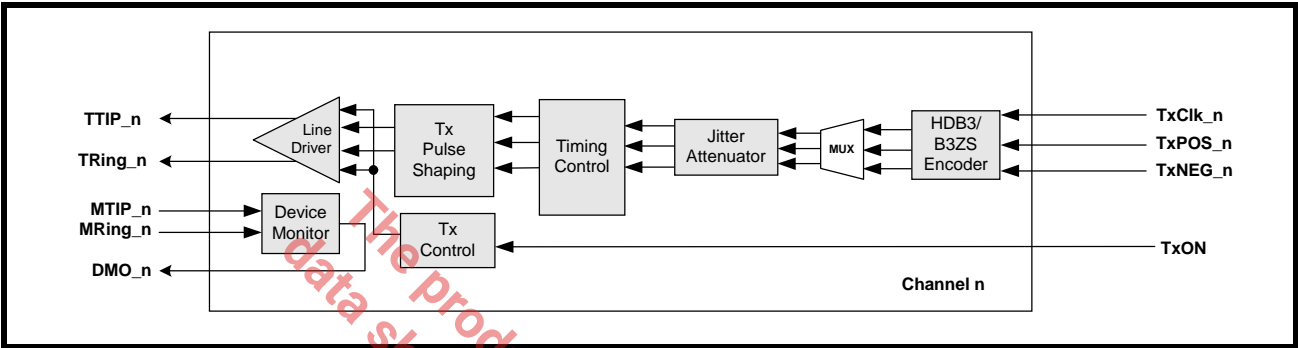 TTIP_n
TRing_n
MTIP_n
MRing_n
DMO_n
Line
Driver
Device
Monitor
Tx
Pulse
Shaping
Tx
Control
Timing
Control
Jitter
Attenuator
MUX
HDB3/
B3ZS
Encoder
TxClk_n
TxPOS_n
TxNEG_n
TxON
Channel n
The prod
data sh